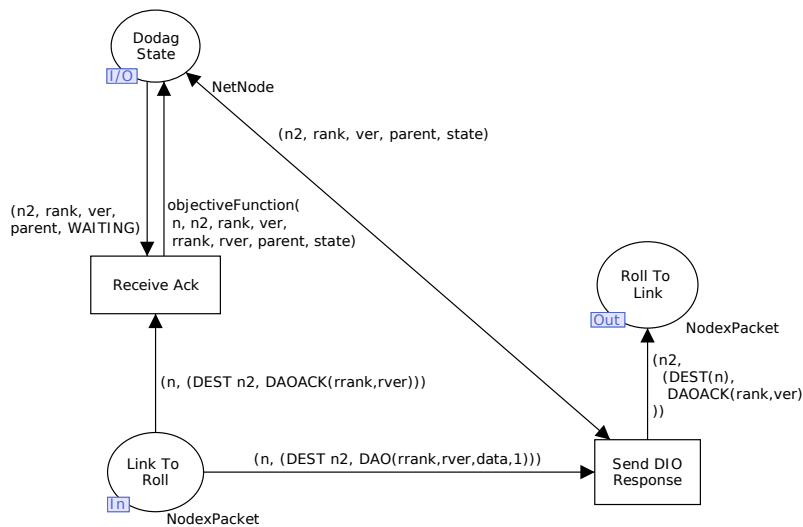 Dodag
State
I/O
NetNode
(n2, rank, ver, parent, state)
(n2, rank, ver,
parent, WAITING)
objectiveFunction(
n, n2, rank, ver,
rrank, rver, parent, state)
Receive Ack
Roll To
Link
Out
NodexPacket
(n, (DEST n2, DAOACK(rrank,rver)))
(n2,
(DEST(n),
DAOACK(rank,ver)
))
Link To
Roll
In
NodexPacket
(n, (DEST n2, DAO(rrank,rver,data,1)))
Send DIO
Response